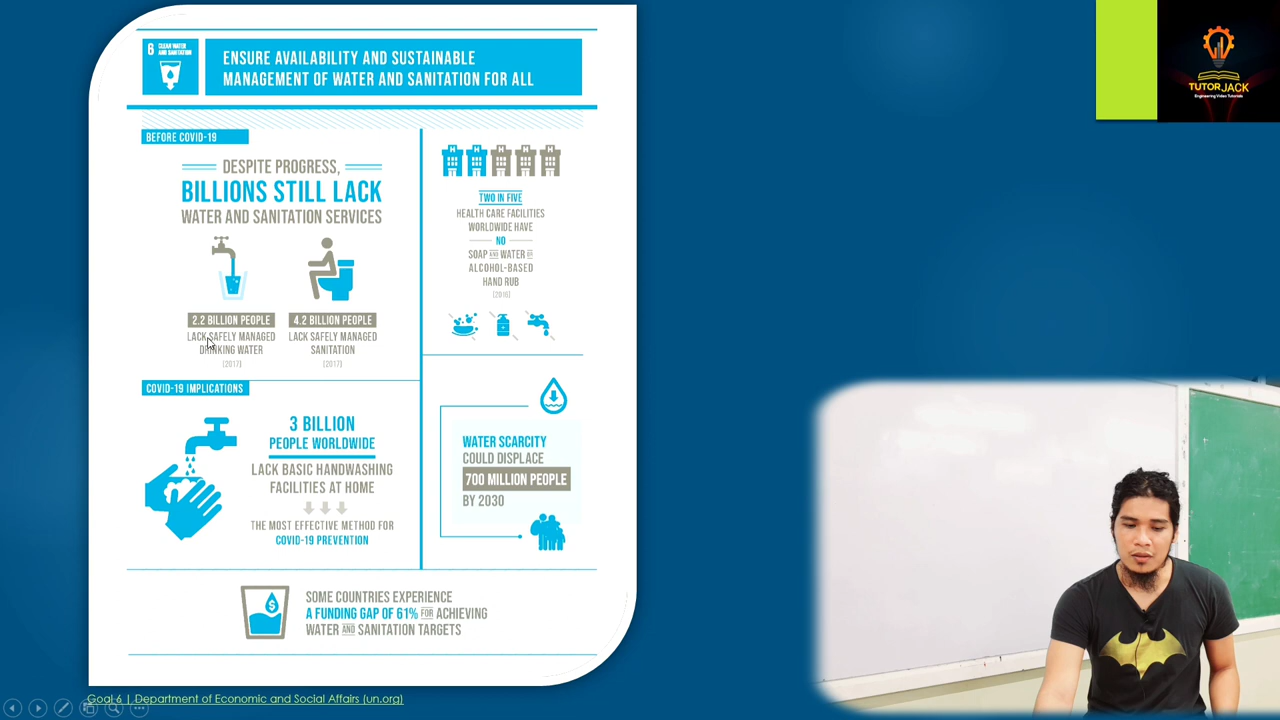 6 CLEAN WATER
AND SANITATION
ENSURE AVAILABILITY AND SUSTAINABLE
MANAGEMENT OF WATER AND SANITATION FOR ALL
BEFORE COVID-19
DESPITE PROGRESS,
BILLIONS STILL LACK
WATER AND SANITATION SERVICES
2.2 BILLION PEOPLE
LACK SAFELY MANAGED
DRINKING WATER
(2017)
4.2 BILLION PEOPLE
LACK SAFELY MANAGED
SANITATION
(2017)
H H H H H
TWO IN FIVE
HEALTH CARE FACILITIES
WORLDWIDE HAVE
NO
SOAP AND WATER OR
ALCOHOL-BASED
HAND RUB
(2016)
COVID-19 IMPLICATIONS
3 BILLION
PEOPLE WORLDWIDE
LACK BASIC HANDWASHING
FACILITIES AT HOME
THE MOST EFFECTIVE METHOD FOR
COVID-19 PREVENTION
WATER SCARCITY
COULD DISPLACE
700 MILLION PEOPLE
BY 2030
$
SOME COUNTRIES EXPERIENCE
A FUNDING GAP OF 61% FOR ACHIEVING
WATER AND SANITATION TARGETS
Goal 6 | Department of Economic and Social Affairs (un.org)
TUTORJACK
Engineering Video Tutorials